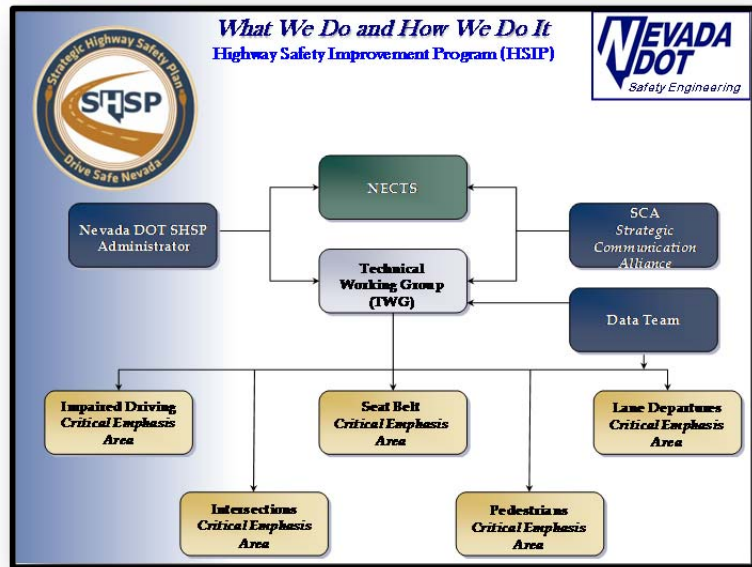 What We Do and How We Do It
Highway Safety Improvement Program (HSIP)
Strategic Highway Safety Plan
SHSP
Drive Safe Nevada
NEVADA
DOT
Safety Engineering
NECTS
Nevada DOT SHSP
Administrator
SCA
Strategic
Communication
Alliance
Technical
Working Group
(TWG)
Data Team
Impaired Driving
Critical Emphasis
Area
Seat Belt
Critical Emphasis
Area
Lane Departures
Critical Emphasis
Area
Intersections
Critical Emphasis
Area
Pedestrians
Critical Emphasis
Area